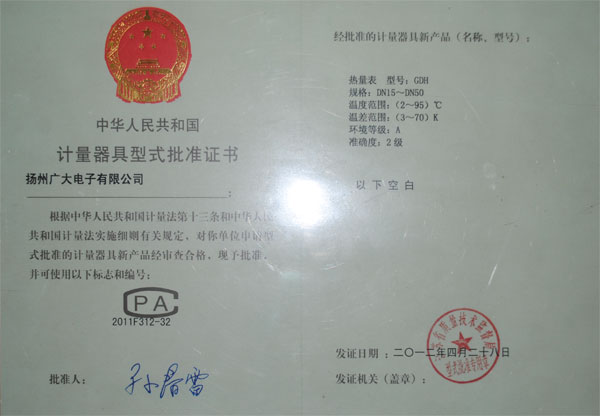 中华人民共和国
计量器具型式批准证书
扬州广大电子有限公司
:
根据中华人民共和国计量法第十三条和中华人民
共和国计量法实施细则有关规定，对你单位申请型
式批准的计量器具新产品经审查合格，现予批准，
并可使用以下标志和编号:
CPA
2011F312-32
批准人:
经批准的计量器具新产品（名称、型号）:
热量表 型号: GDH
规格: DN15～DN50
温度范围: (2～95) ℃
温差范围: (3～70) K
环境等级: A
准确度: 2级
以下空白
发证日期: 二〇一二年四月二十八日
发证机关（盖章）: